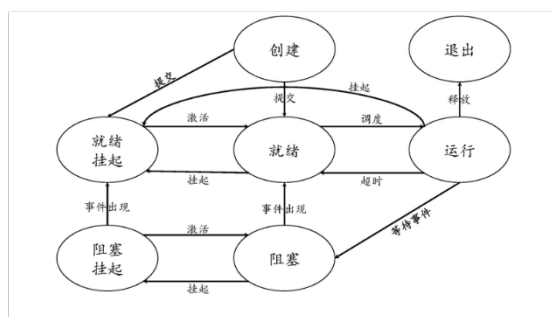 创建
退出
提交
挂起
提交
释放
激活
调度
就绪
挂起
就绪
运行
挂起
超时
事件出现
事件出现
等待事件
阻塞
挂起
激活
阻塞
挂起